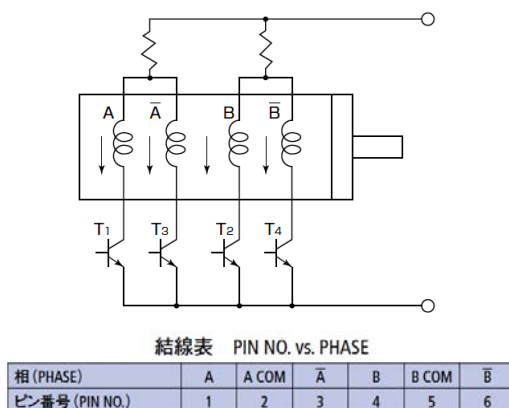 A A̅ B B̅
T1 T3 T2 T4
結線表 PIN NO. vs. PHASE
相(PHASE) A A COM A̅ B B COM B̅
ピン番号(PIN NO.) 1 2 3 4 5 6